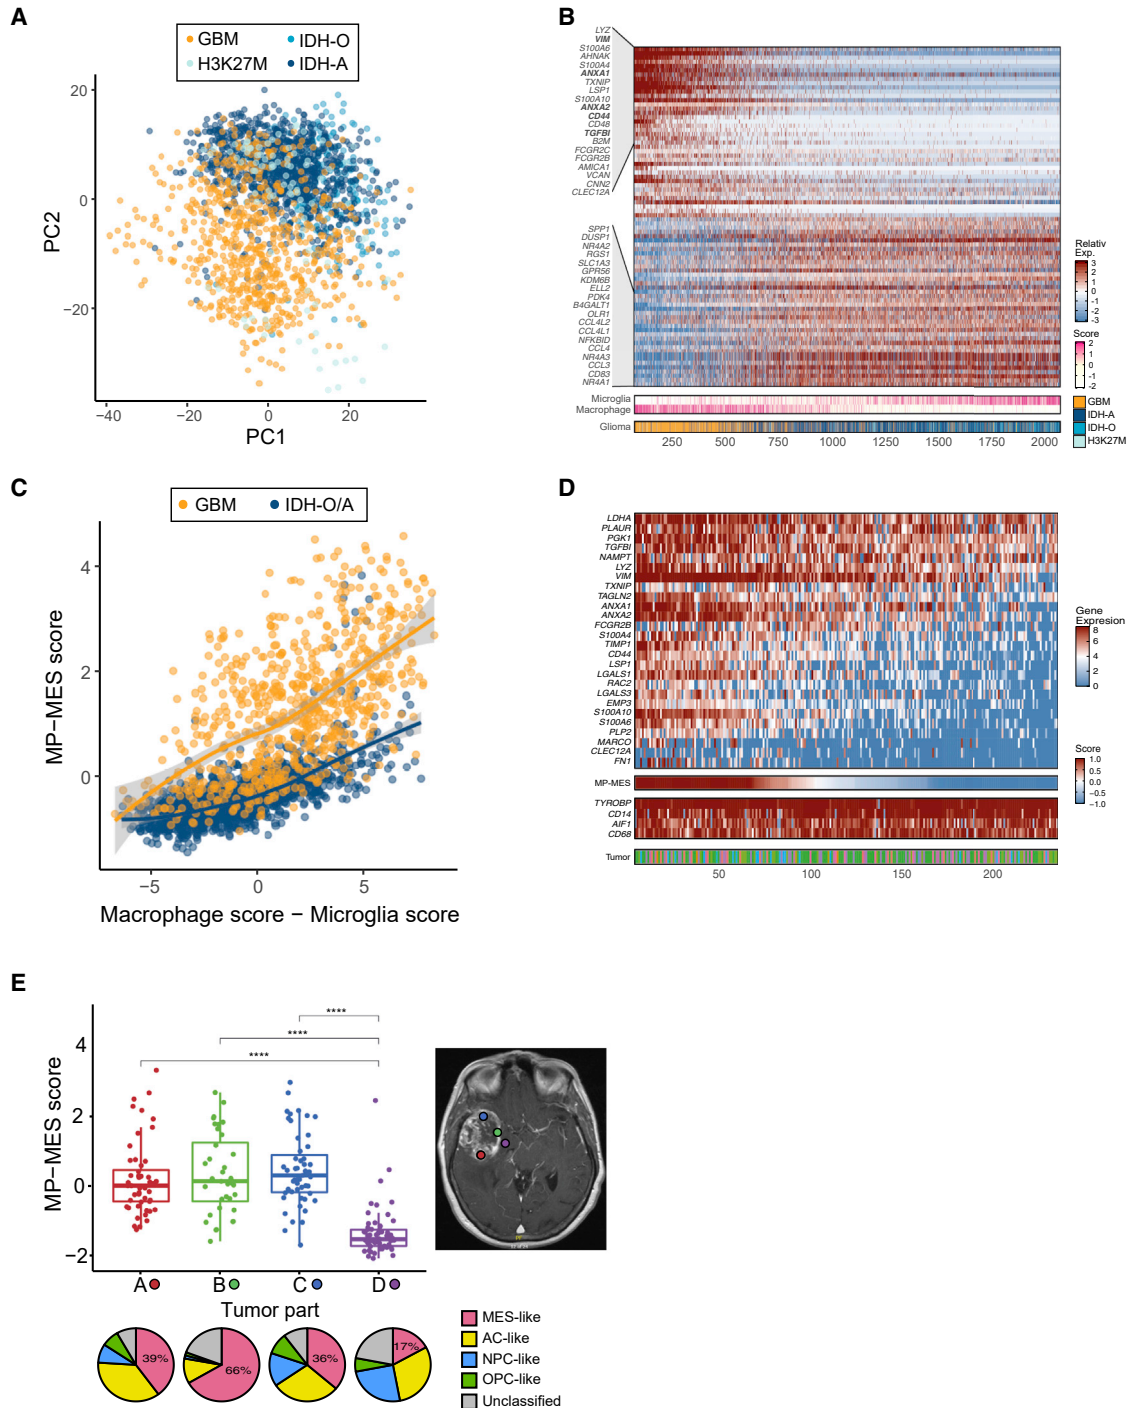 A
GBM
IDH-O
H3K27M
IDH-A
20
0
−20
PC2
−40
−20
0
20
PC1
B
LYZ
VIM
S100A6
AHNAK
S100A4
ANXA1
TXNIP
LSP1
S100A10
ANXA2
CD44
CD48
TGFBI
B2M
FCGR2C
FCGR2B
AMICA1
VCAN
CNN2
CLEC12A
SPP1
DUSP1
NR4A2
RGS1
SLC1A3
GPR56
KDM6B
ELL2
PDK4
B4GALT1
OLR1
CCL4L2
CCL4L1
NFKBID
CCL4
NR4A3
CCL3
CD83
NR4A1
Relativ
Exp.
3
2
1
0
-1
-2
-3
Score
2
1
0
-1
-2
GBM
IDH-A
IDH-O
H3K27M
Microglia
Macrophage
Glioma
250 500 750 1000 1250 1500 1750 2000
C
GBM
IDH-O/A
4
2
0
MP−MES score
−5
0
5
Macrophage score − Microglia score
D
LDHA
PLAUR
PGK1
TGFBI
NAMPT
LYZ
VIM
TXNIP
TAGLN2
ANXA1
ANXA2
FCGR2B
S100A4
TIMP1
CD44
LSP1
LGALS1
RAC2
LGALS3
EMP3
S100A10
S100A6
PLP2
MARCO
CLEC12A
FN1
MP-MES
TYROBP
CD14
AIF1
CD68
Tumor
50 100 150 200
Gene
Expresion
8
6
4
2
0
Score
1.0
0.5
0.0
−0.5
−1.0
E
****
****
****
4
2
0
−2
MP−MES score
A
B
C
D
Tumor part
39%
66%
36%
17%
MES-like
AC-like
NPC-like
OPC-like
Unclassified